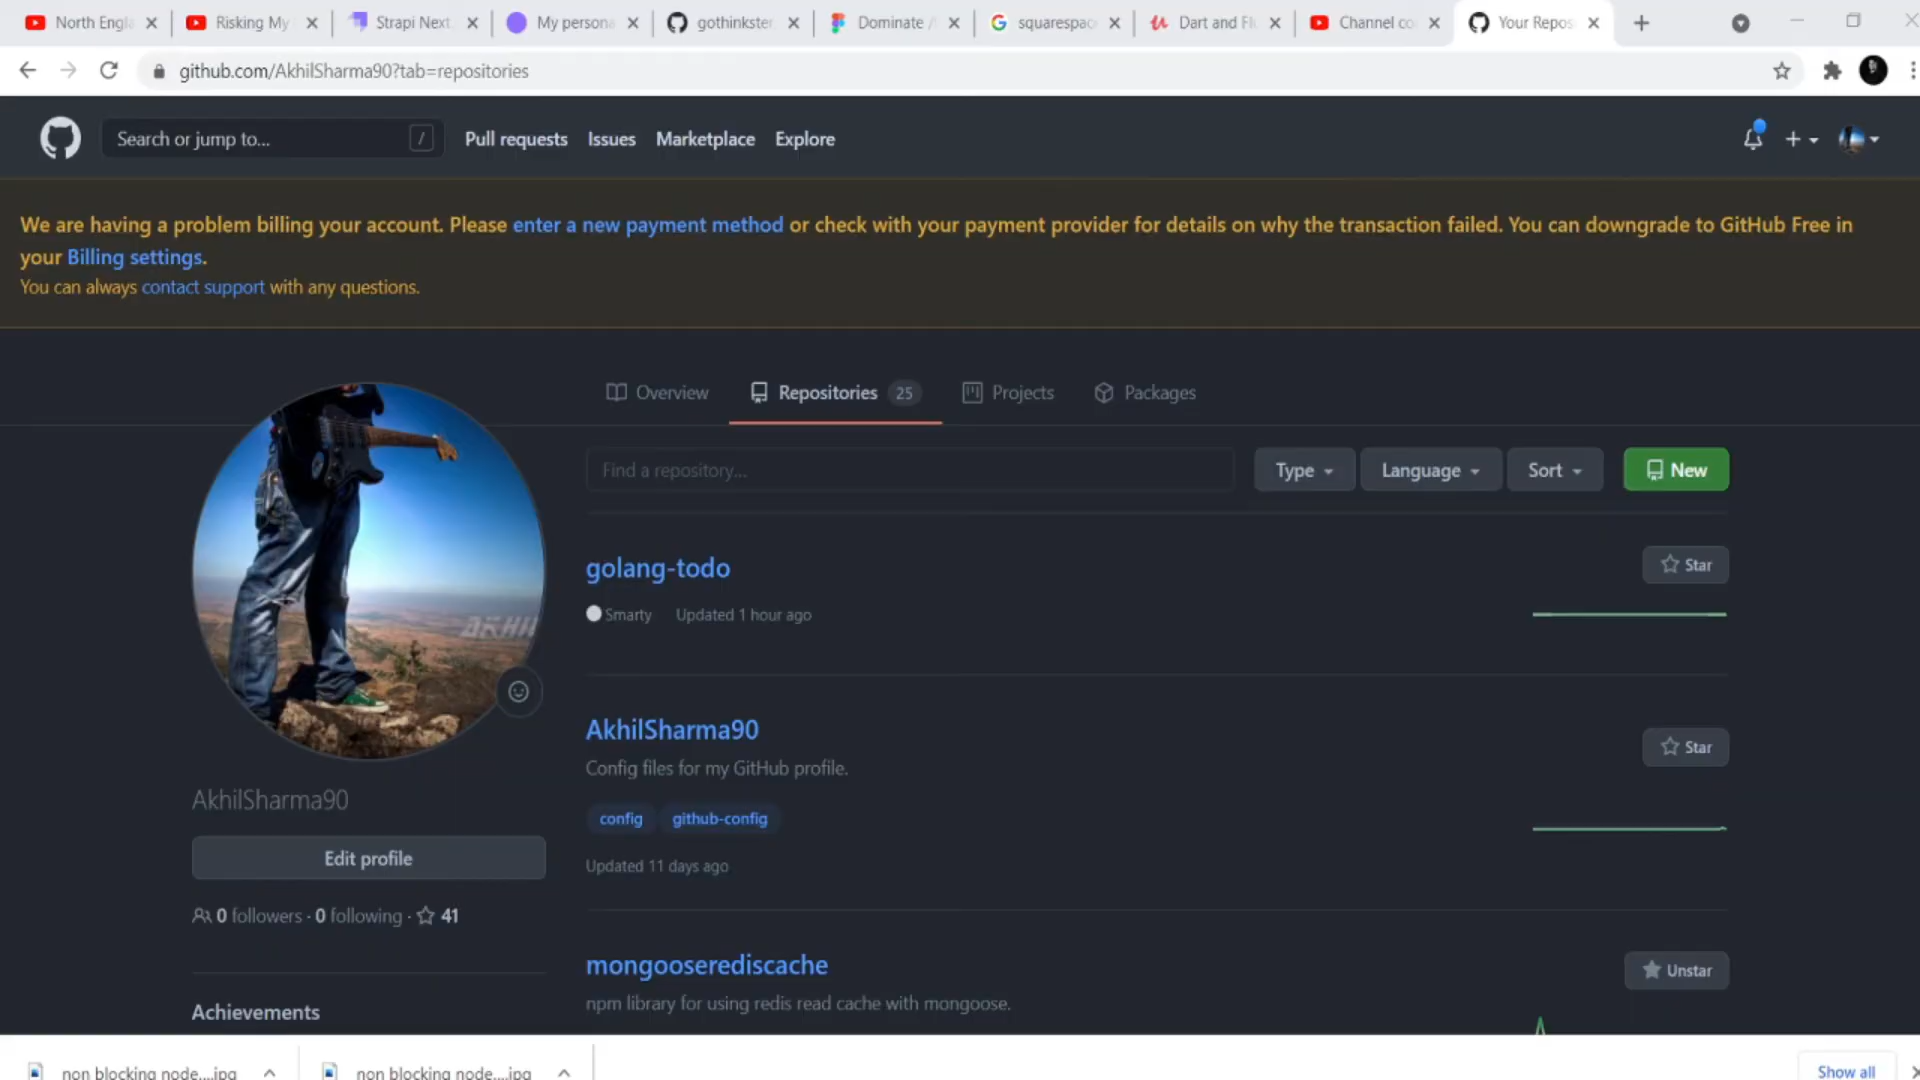 North Engla
Risking My
Strapi Next
My persona
gothinkster
Dominate
squarespac
Dart and Fl
Channel co
Your Repos
github.com/AkhilSharma90?tab=repositories
Search or jump to...
/
Pull requests
Issues
Marketplace
Explore
We are having a problem billing your account. Please enter a new payment method or check with your payment provider for details on why the transaction failed. You can downgrade to GitHub Free in
your Billing settings.
You can always contact support with any questions.
Overview
Repositories 25
Projects
Packages
Find a repository...
Type
Language
Sort
New
golang-todo
Star
Smarty
Updated 1 hour ago
AkhilSharma90
Config files for my GitHub profile.
Star
config
github-config
Updated 11 days ago
AKHIL
AkhilSharma90
Edit profile
0 followers · 0 following · 41
Achievements
mongooserediscache
npm library for using redis read cache with mongoose.
Unstar
non blocking node....jpg
non blocking node....jpg
Show all